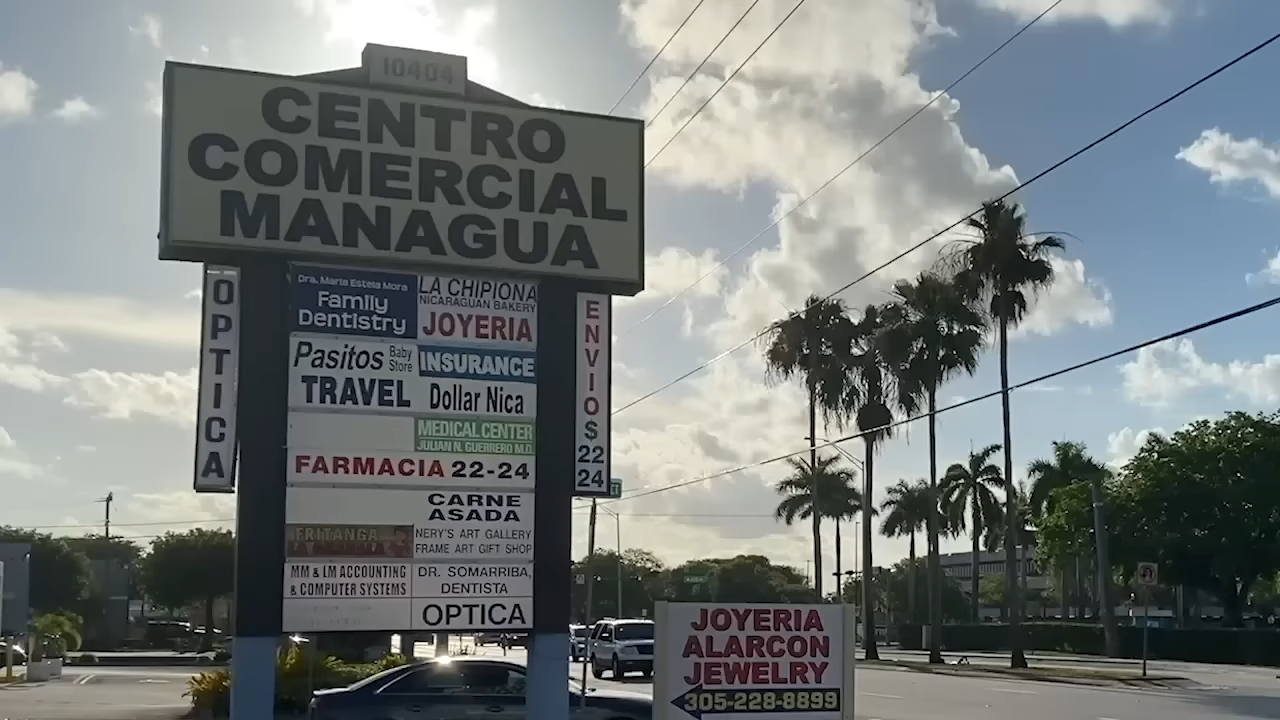 10404
CENTRO
COMERCIAL
MANAGUA
OPTICA
Dra. Maria Estela Mora
Family
Dentistry
LA CHIPIONA
NICARAGUAN BAKERY
JOYERIA
Pasitos Baby Store
TRAVEL
INSURANCE
Dollar Nica
MEDICAL CENTER
JULIAN N. GUERRERO M.D.
FARMACIA 22-24
CARNE
ASADA
FRITANGA
NERY'S ART GALLERY
FRAME ART GIFT SHOP
MM & LM ACCOUNTING
& COMPUTER SYSTEMS
DR. SOMARRIBA,
DENTISTA
OPTICA
ENVIO$
22
24
JOYERIA
ALARCON
JEWELRY
305-228-8899